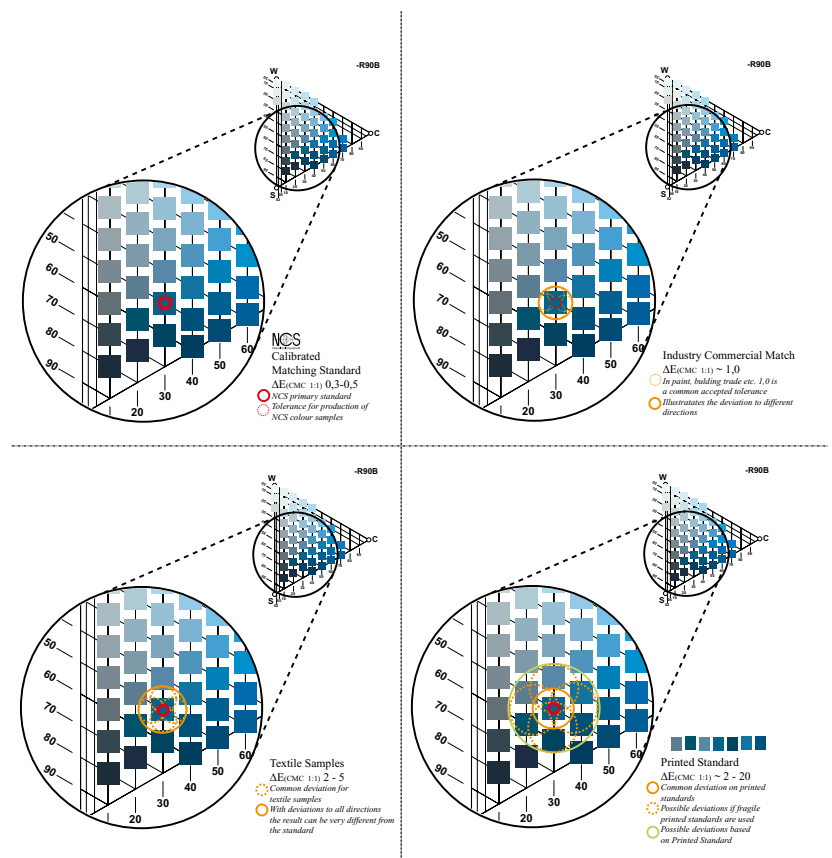 -R90B
W
C
S
50
60
70
80
90
20
30
40
50
60
NCS
Calibrated
Matching Standard
ΔE(CMC 1:1) 0,3-0,5
NCS primary standard
Tolerance for production of
NCS colour samples
-R90B
W
C
S
50
60
70
80
90
20
30
40
50
60
Industry Commercial Match
ΔE(CMC 1:1) ~ 1,0
In paint, bulding trade etc. 1,0 is
a common accepted tolerance
Illustratates the deviation to different
directions
-R90B
W
C
S
50
60
70
80
90
20
30
40
50
60
Textile Samples
ΔE(CMC 1:1) 2 - 5
Common deviation for
textile samples
With deviations to all directions
the result can be very different from
the standard
-R90B
W
C
S
50
60
70
80
90
20
30
40
50
60
Printed Standard
ΔE(CMC 1:1) ~ 2 - 20
Common deviation on printed
standards
Possible deviations if fragile
printed standards are used
Possible deviations based
on Printed Standard